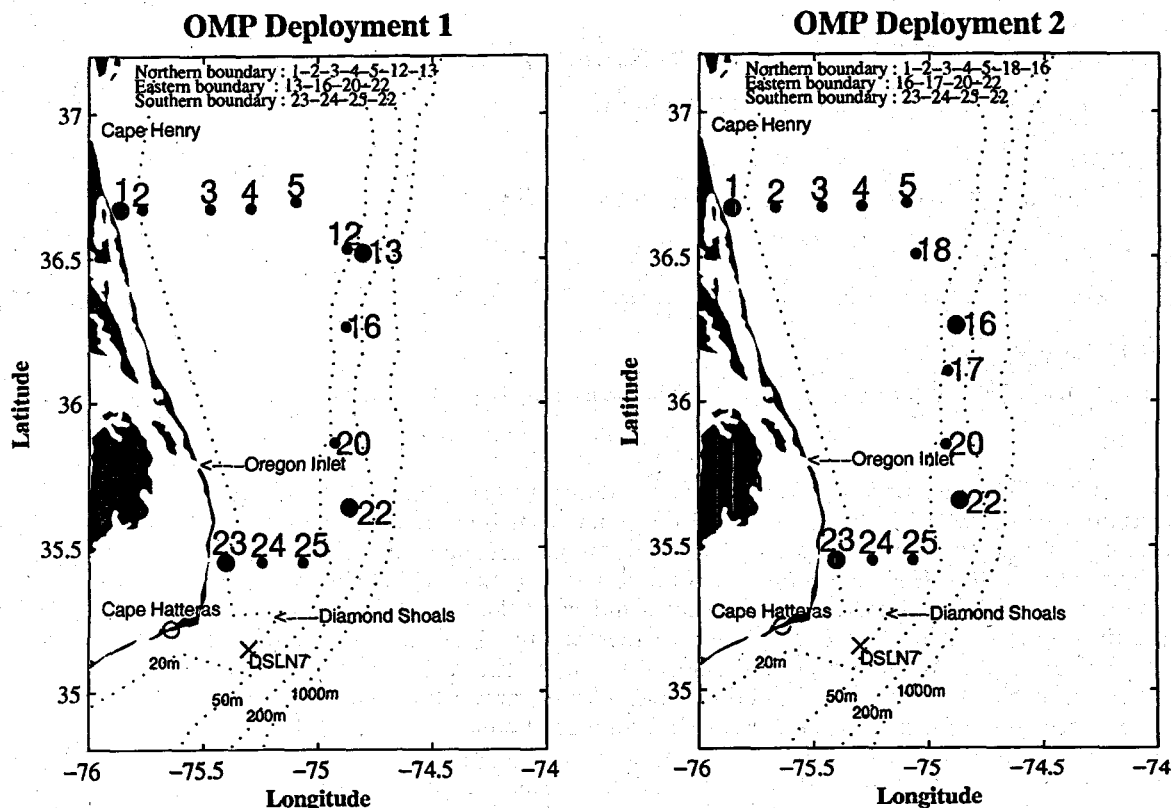 OMP Deployment 1
Northern boundary : 1-2-3-4-5-12-13
Eastern boundary : 13-16-20-22
Southern boundary : 23-24-25-22
37
Cape Henry
1 2 3 4 5
12 13
36.5
16
36
Latitude
20
Oregon Inlet
22
35.5
23 24 25
Cape Hatteras
Diamond Shoals
DSLN7
20m
35
50m
200m
1000m
-76 -75.5 -75 -74.5 -74
Longitude
OMP Deployment 2
Northern boundary : 1-2-3-4-5-18-16
Eastern boundary : 16-17-20-22
Southern boundary : 23-24-25-22
37
Cape Henry
1 2 3 4 5
18
36.5
16
17
36
Latitude
20
Oregon Inlet
22
35.5
23 24 25
Cape Hatteras
Diamond Shoals
DSLN7
20m
35
50m
200m
1000m
-76 -75.5 -75 -74.5 -74
Longitude